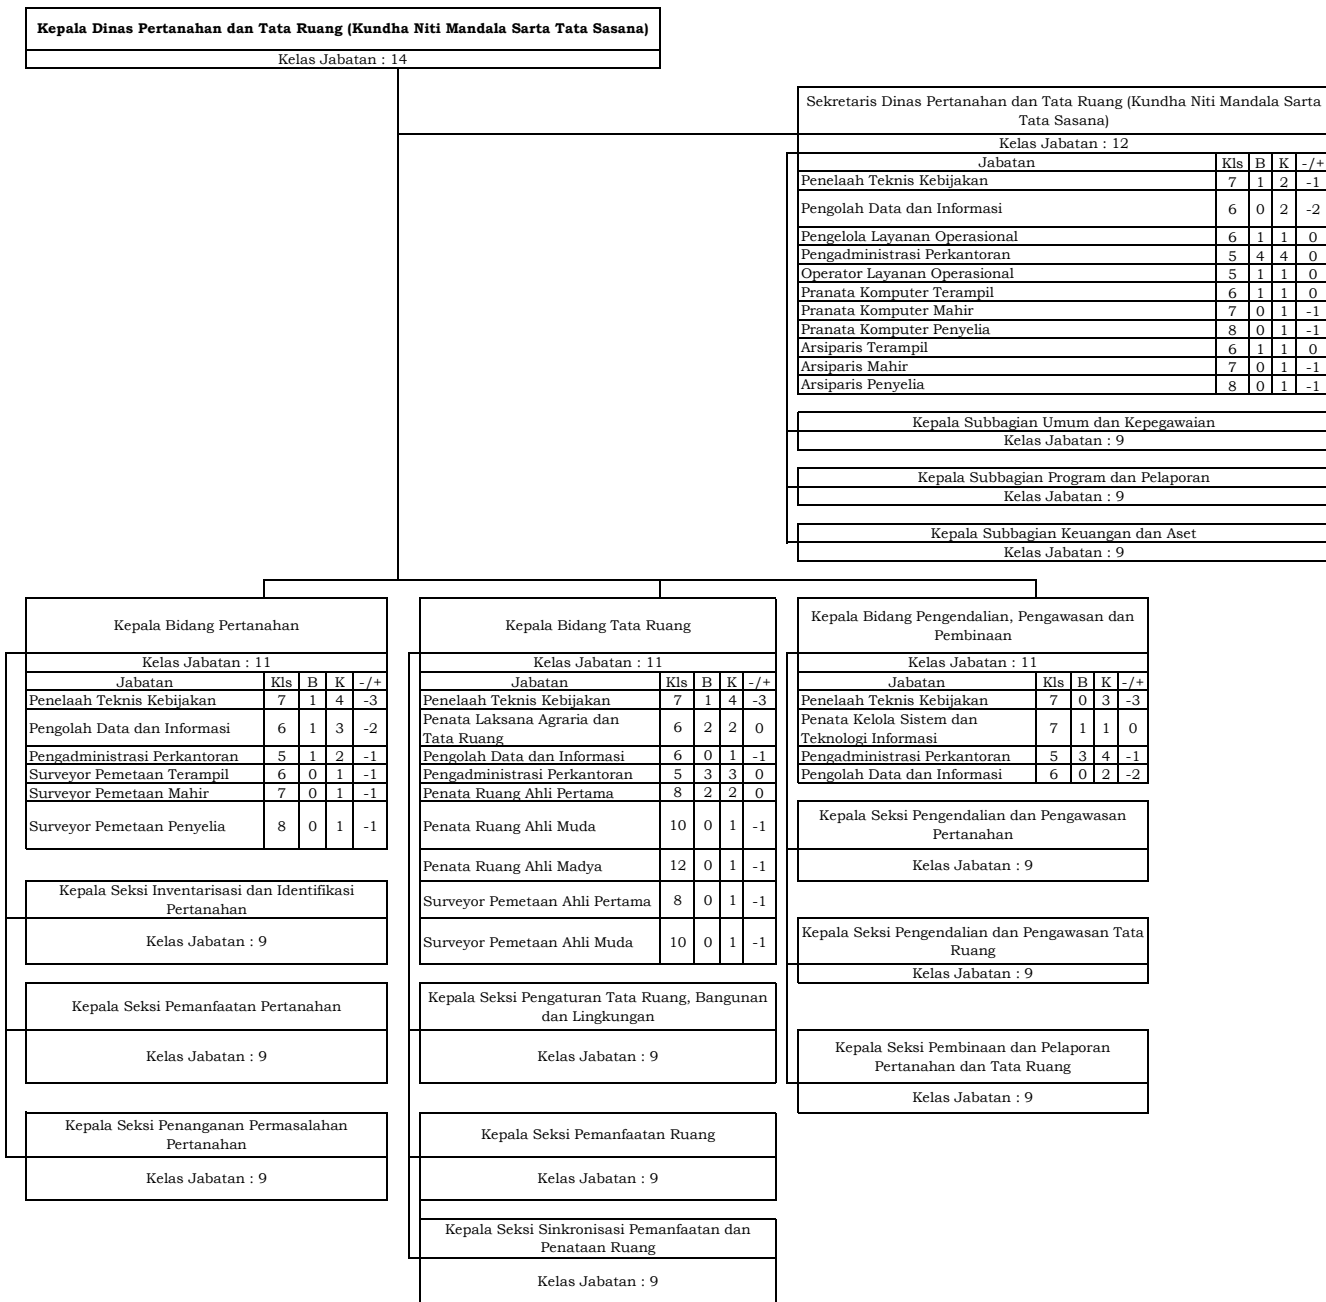 Kepala Dinas Pertanahan dan Tata Ruang (Kundha Niti Mandala Sarta Tata Sasana)
Kelas Jabatan : 14
Sekretaris Dinas Pertanahan dan Tata Ruang (Kundha Niti Mandala Sarta
Tata Sasana)
Kelas Jabatan : 12
Jabatan Kls B K -/+
Penelaah Teknis Kebijakan 7 1 2 -1
Pengolah Data dan Informasi 6 0 2 -2
Pengelola Layanan Operasional 6 1 1 0
Pengadministrasi Perkantoran 5 4 4 0
Operator Layanan Operasional 5 1 1 0
Pranata Komputer Terampil 6 1 1 0
Pranata Komputer Mahir 7 0 1 -1
Pranata Komputer Penyelia 8 0 1 -1
Arsiparis Terampil 6 1 1 0
Arsiparis Mahir 7 0 1 -1
Arsiparis Penyelia 8 0 1 -1
Kepala Subbagian Umum dan Kepegawaian
Kelas Jabatan : 9
Kepala Subbagian Program dan Pelaporan
Kelas Jabatan : 9
Kepala Subbagian Keuangan dan Aset
Kelas Jabatan : 9
Kepala Bidang Pertanahan
Kelas Jabatan : 11
Jabatan Kls B K -/+
Penelaah Teknis Kebijakan 7 1 4 -3
Pengolah Data dan Informasi 6 1 3 -2
Pengadministrasi Perkantoran 5 1 2 -1
Surveyor Pemetaan Terampil 6 0 1 -1
Surveyor Pemetaan Mahir 7 0 1 -1
Surveyor Pemetaan Penyelia 8 0 1 -1
Kepala Seksi Inventarisasi dan Identifikasi
Pertanahan
Kelas Jabatan : 9
Kepala Seksi Pemanfaatan Pertanahan
Kelas Jabatan : 9
Kepala Seksi Penanganan Permasalahan
Pertanahan
Kelas Jabatan : 9
Kepala Bidang Tata Ruang
Kelas Jabatan : 11
Jabatan Kls B K -/+
Penelaah Teknis Kebijakan 7 1 4 -3
Penata Laksana Agraria dan
Tata Ruang 6 2 2 0
Pengolah Data dan Informasi 6 0 1 -1
Pengadministrasi Perkantoran 5 3 3 0
Penata Ruang Ahli Pertama 8 2 2 0
Penata Ruang Ahli Muda 10 0 1 -1
Penata Ruang Ahli Madya 12 0 1 -1
Surveyor Pemetaan Ahli Pertama 8 0 1 -1
Surveyor Pemetaan Ahli Muda 10 0 1 -1
Kepala Seksi Pengaturan Tata Ruang, Bangunan
dan Lingkungan
Kelas Jabatan : 9
Kepala Seksi Pemanfaatan Ruang
Kelas Jabatan : 9
Kepala Seksi Sinkronisasi Pemanfaatan dan
Penataan Ruang
Kelas Jabatan : 9
Kepala Bidang Pengendalian, Pengawasan dan
Pembinaan
Kelas Jabatan : 11
Jabatan Kls B K -/+
Penelaah Teknis Kebijakan 7 0 3 -3
Penata Kelola Sistem dan
Teknologi Informasi 7 1 1 0
Pengadministrasi Perkantoran 5 3 4 -1
Pengolah Data dan Informasi 6 0 2 -2
Kepala Seksi Pengendalian dan Pengawasan
Pertanahan
Kelas Jabatan : 9
Kepala Seksi Pengendalian dan Pengawasan Tata
Ruang
Kelas Jabatan : 9
Kepala Seksi Pembinaan dan Pelaporan
Pertanahan dan Tata Ruang
Kelas Jabatan : 9